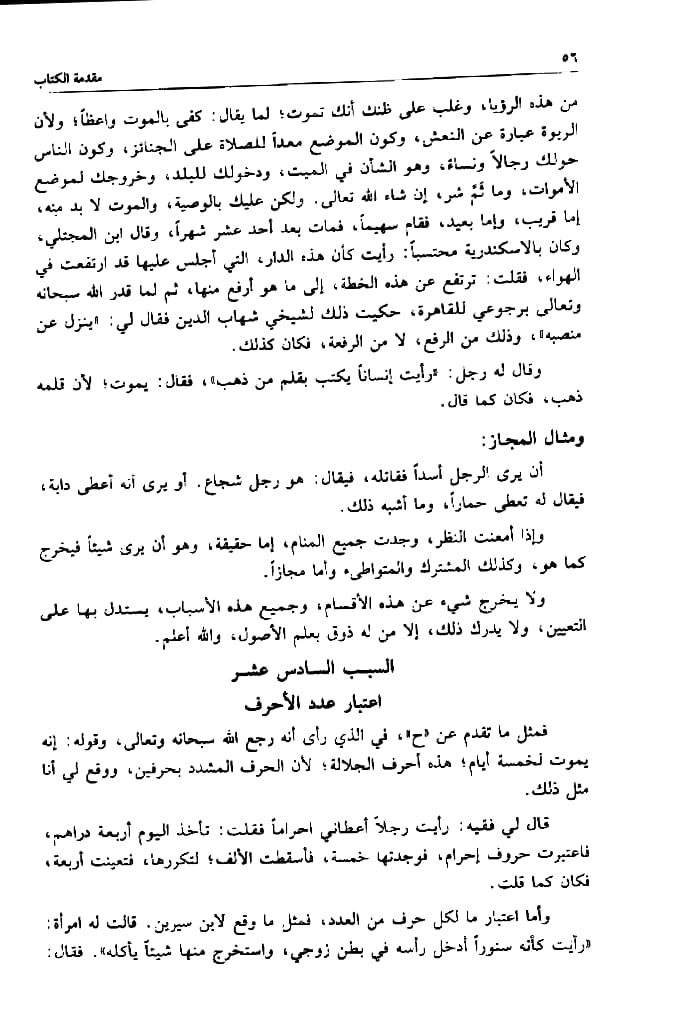 ٥٦
مقدمة الكتاب
من هذه الرؤيا، وغلب على ظنك أنك تموت؛ لما يقال: كفى بالموت واعظاً؛ ولأن
الربوة عبارة عن النعش، وكون الموضع معداً للصلاة على الجنائز، وكون الناس
حولك رجالاً ونساة، وهو الشأن في الميت، ودخولك للبلد، وخروجك لموضع
الأموات، وما ثَمَّ شر، إن شاء الله تعالى. ولكن عليك بالوصية، والموت لا بد منه،
إما قريب، وإما بعيد، فقام سهيماً، فمات بعد أحد عشر شهراً، وقال ابن المجتلي،
وكان بالاسكندرية محتسباً: رأيت كأن هذه الدار، التي أجلس عليها قد ارتفعت في
الهواء، فقلت: ترتفع عن هذه الخطة، إلى ما هو أرفع منها، ثم لما قدر الله سبحانه
وتعالى برجوعي للقاهرة، حكيت ذلك لشيخي شهاب الدين فقال لي: «ينزل عن
منصبه»، وذلك من الرفع، لا من الرفعة، فكان كذلك.
وقال له رجل: «رأيت إنساناً يكتب بقلم من ذهب»، فقال: يموت؛ لأن قلمه
ذهب، فكان كما قال.
ومثال المجاز:
أن يرى الرجل أسداً فقاتله، فيقال: هو رجل شجاع. أو يرى أنه أعطى دابة،
فيقال له تعطى حماراً، وما أشبه ذلك.
وإذا أمعنت النظر، وجدت جميع المنام، إما حقيقة، وهو أن يرى شيئاً فيخرج
كما هو، وكذلك المشترك والمتواطىء وأما مجازاً.
ولا يخرج شيء عن هذه الأقسام، وجميع هذه الأسباب، يستدل بها على
التعيين، ولا يدرك ذلك، إلا من له ذوق بعلم الأصول، والله أعلم.
السبب السادس عشر
اعتبار عدد الأحرف
فمثل ما تقدم عن «ح»، في الذي رأى أنه رجع الله سبحانه وتعالى، وقوله: إنه
يموت لخمسة أيام؛ هذه أحرف الجلالة؛ لأن الحرف المشدد بحرفين، ووقع لي أنا
مثل ذلك.
قال لي فقيه: رأيت رجلاً أعطاني احراماً فقلت: تأخذ اليوم أربعة دراهم،
فاعتبرت حروف إحرام، فوجدتها خمسة، فأسقطت الألف؛ لتكررها، فتعينت أربعة،
فكان كما قلت.
وأما اعتبار ما لكل حرف من العدد، فمثل ما وقع لابن سيرين. قالت له امرأة:
«رأيت كأنه سنوراً أدخل رأسه في بطن زوجي، واستخرج منها شيئاً يأكله». فقال: